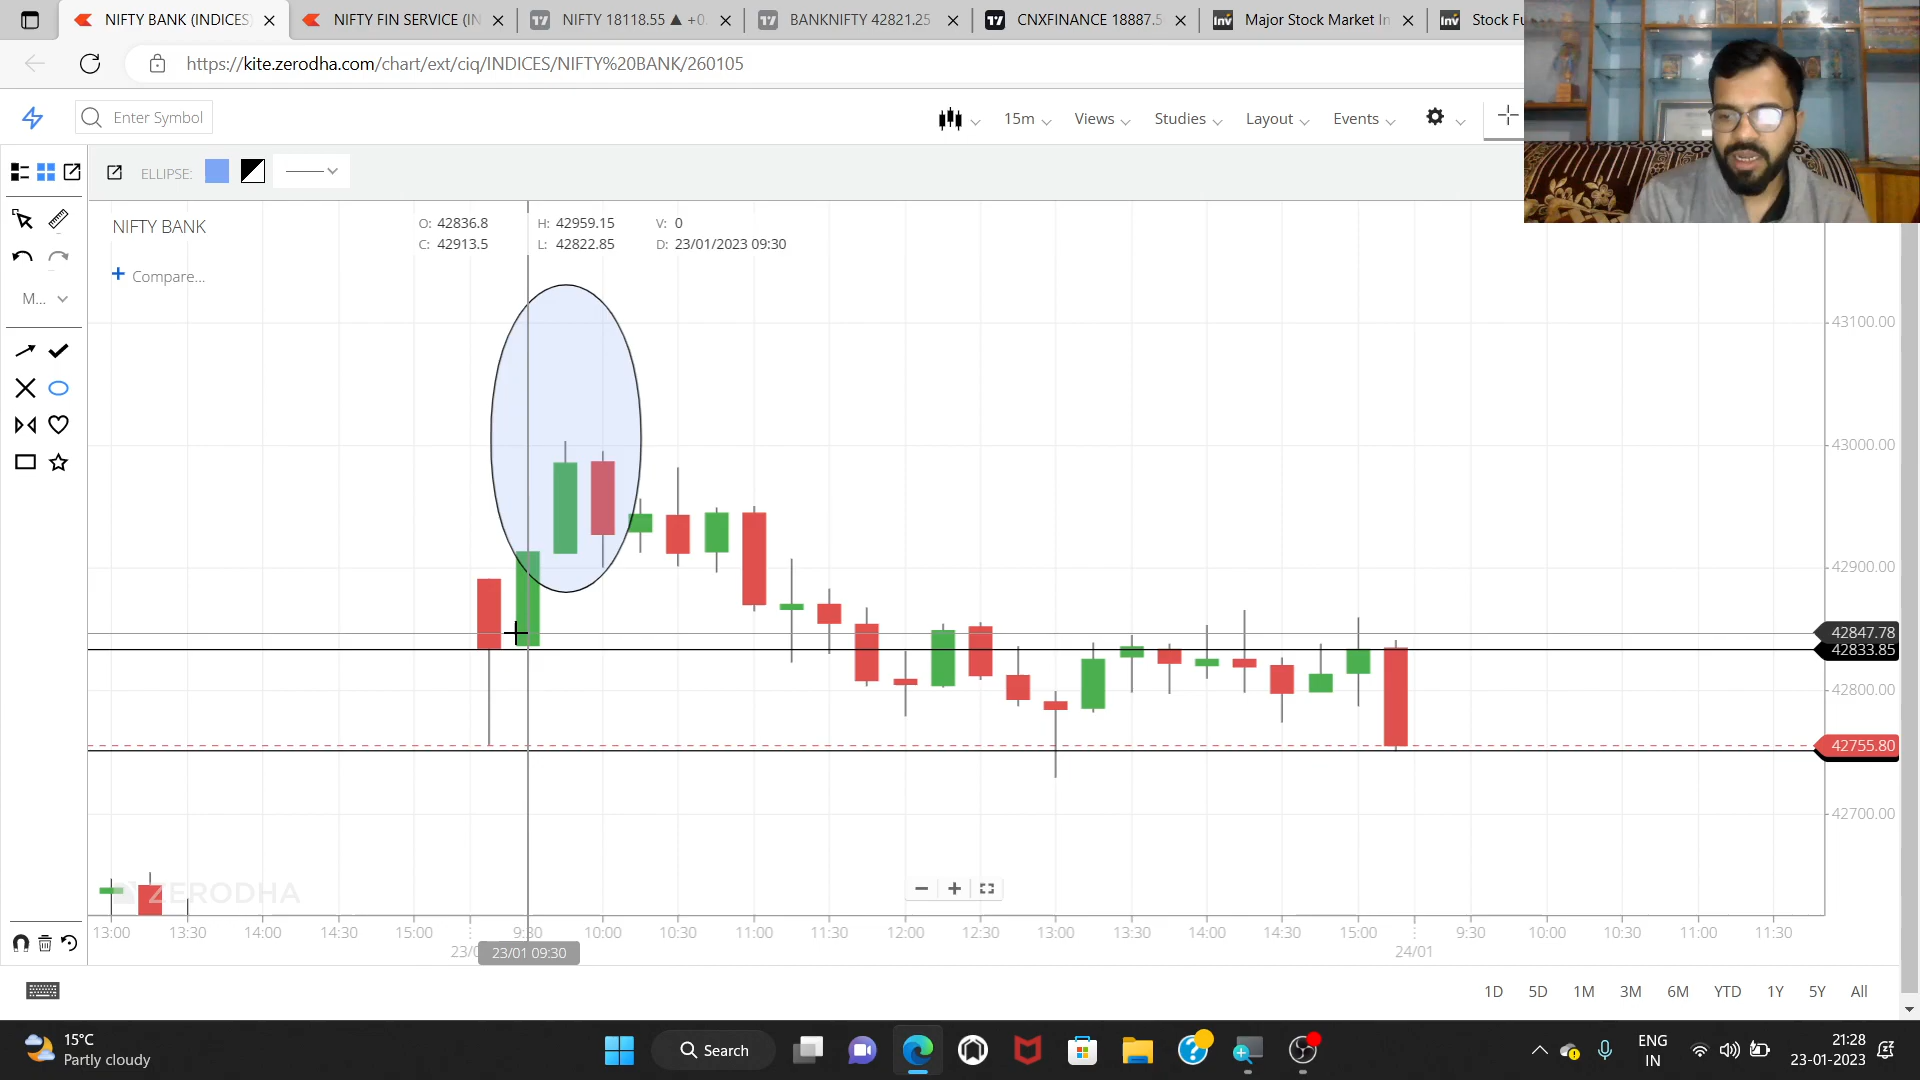 NIFTY BANK (INDICES
NIFTY FIN SERVICE (IN
NIFTY 18118.55 ▲ +0.
BANKNIFTY 42821.25
CNXFINANCE 18887.5
Major Stock Market In
Stock Fu
https://kite.zerodha.com/chart/ext/ciq/INDICES/NIFTY%20BANK/260105
Enter Symbol
15m
Views
Studies
Layout
Events
ELLIPSE:
NIFTY BANK
O: 42836.8 H: 42959.15 V: 0
C: 42913.5 L: 42822.85 D: 23/01/2023 09:30
+ Compare...
M...
43100.00
43000.00
42900.00
42847.78
42833.85
42800.00
42755.80
42700.00
ZERODHA
13:00 13:30 14:00 14:30 15:00 9:30 10:00 10:30 11:00 11:30 12:00 12:30 13:00 13:30 14:00 14:30 15:00 9:30 10:00 10:30 11:00 11:30
23/0 23/01 09:30 24/01
1D 5D 1M 3M 6M YTD 1Y 5Y All
15°C
Partly cloudy
Search
ENG
IN
21:28
23-01-2023